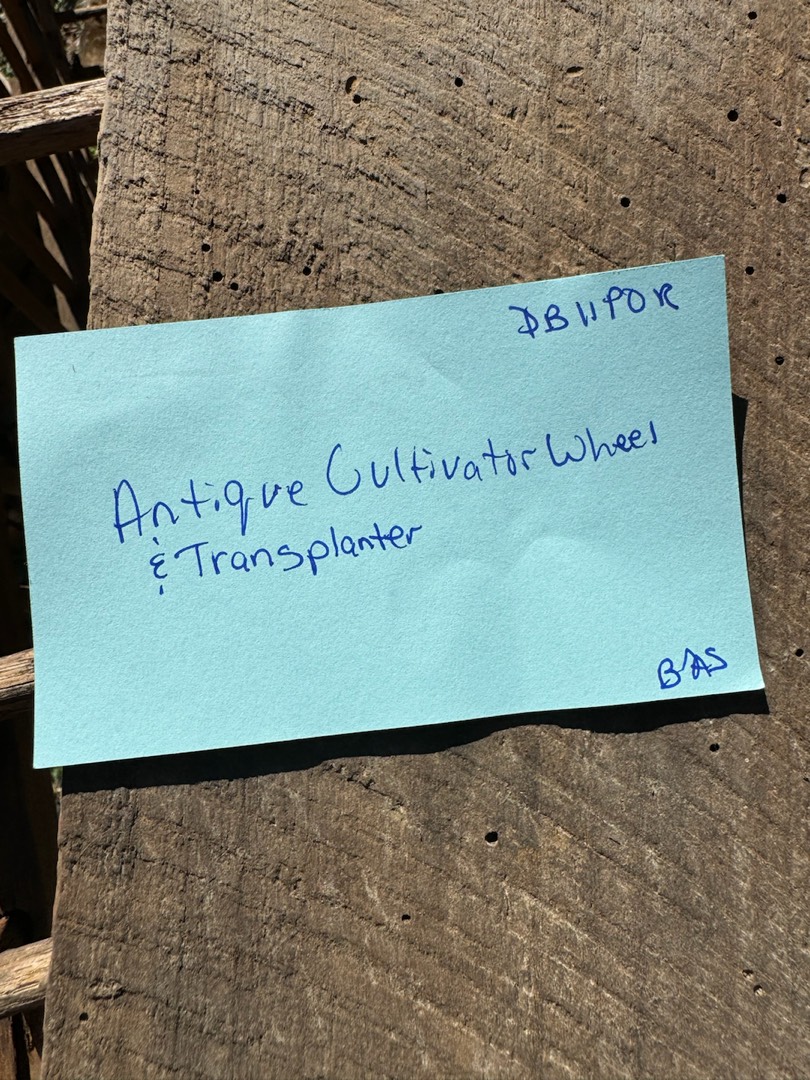 DB11POR
Antique Cultivator Wheel
& Transplanter
BAS